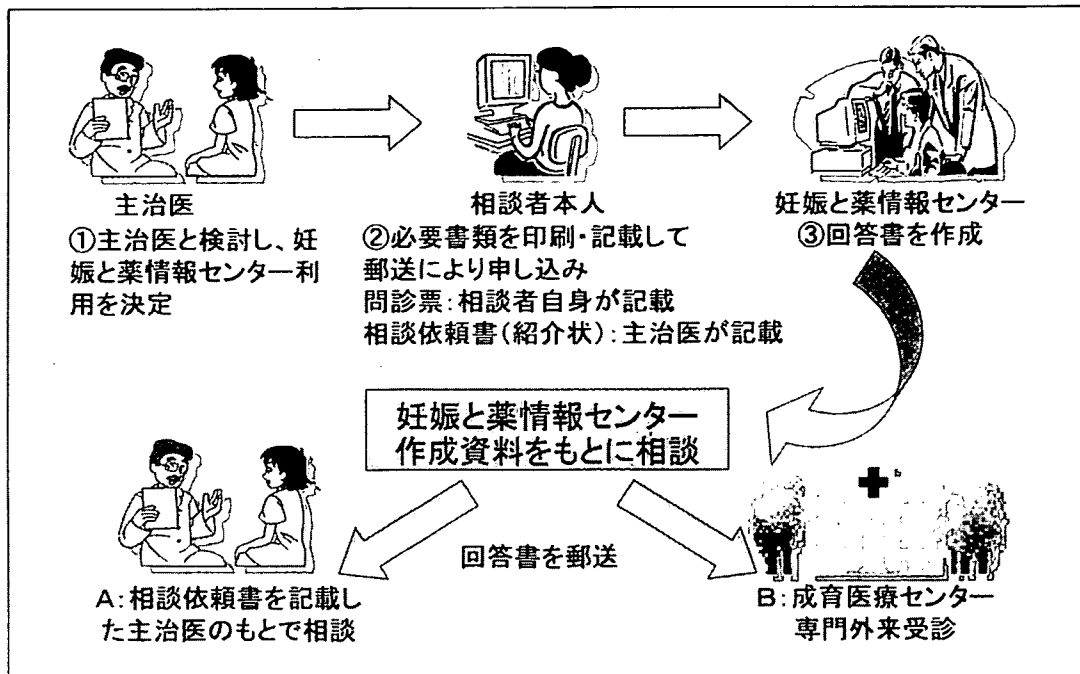 主治医
①主治医と検討し、妊
娠と薬情報センター利
用を決定
相談者本人
②必要書類を印刷・記載して
郵送により申し込み
問診票:相談者自身が記載
相談依頼書(紹介状):主治医が記載
妊娠と薬情報センター
③回答書を作成
妊娠と薬情報センター
作成資料をもとに相談
回答書を郵送
A:相談依頼書を記載し
た主治医のもとで相談
B:成育医療センター
専門外来受診